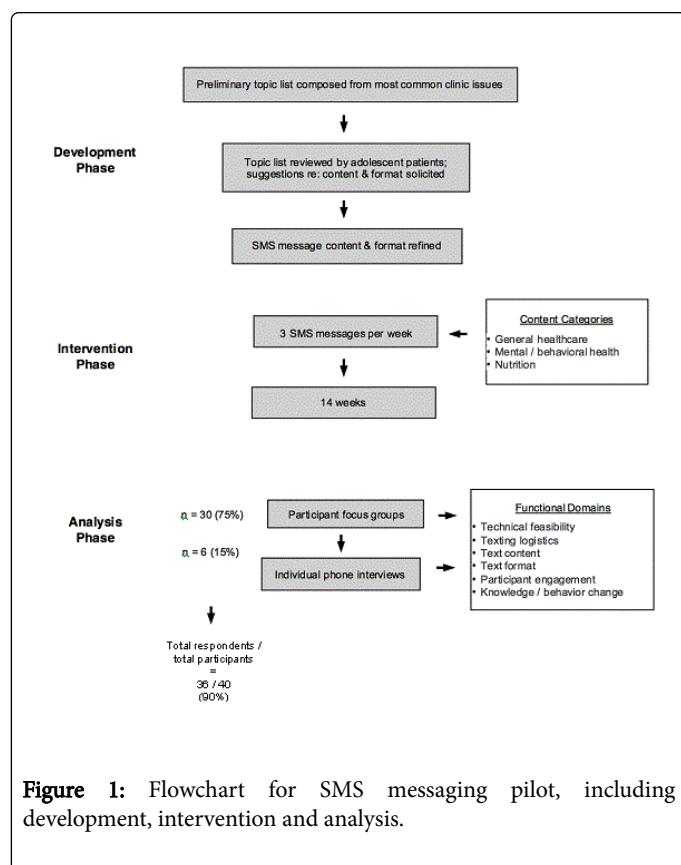 Preliminary topic list composed from most common clinic issues
Development
Phase
Topic list reviewed by adolescent patients;
suggestions re: content & format solicited
SMS message content & format refined
Intervention
Phase
3 SMS messages per week
14 weeks
Content Categories
• General healthcare
• Mental / behavioral health
• Nutrition
Analysis
Phase
n = 30 (75%)
n = 6 (15%)
Participant focus groups
Individual phone interviews
Functional Domains
• Technical feasibility
• Texting logistics
• Text content
• Text format
• Participant engagement
• Knowledge / behavior change
Total respondents /
total participants
=
36 / 40
(90%)
Figure 1: Flowchart for SMS messaging pilot, including
development, intervention and analysis.